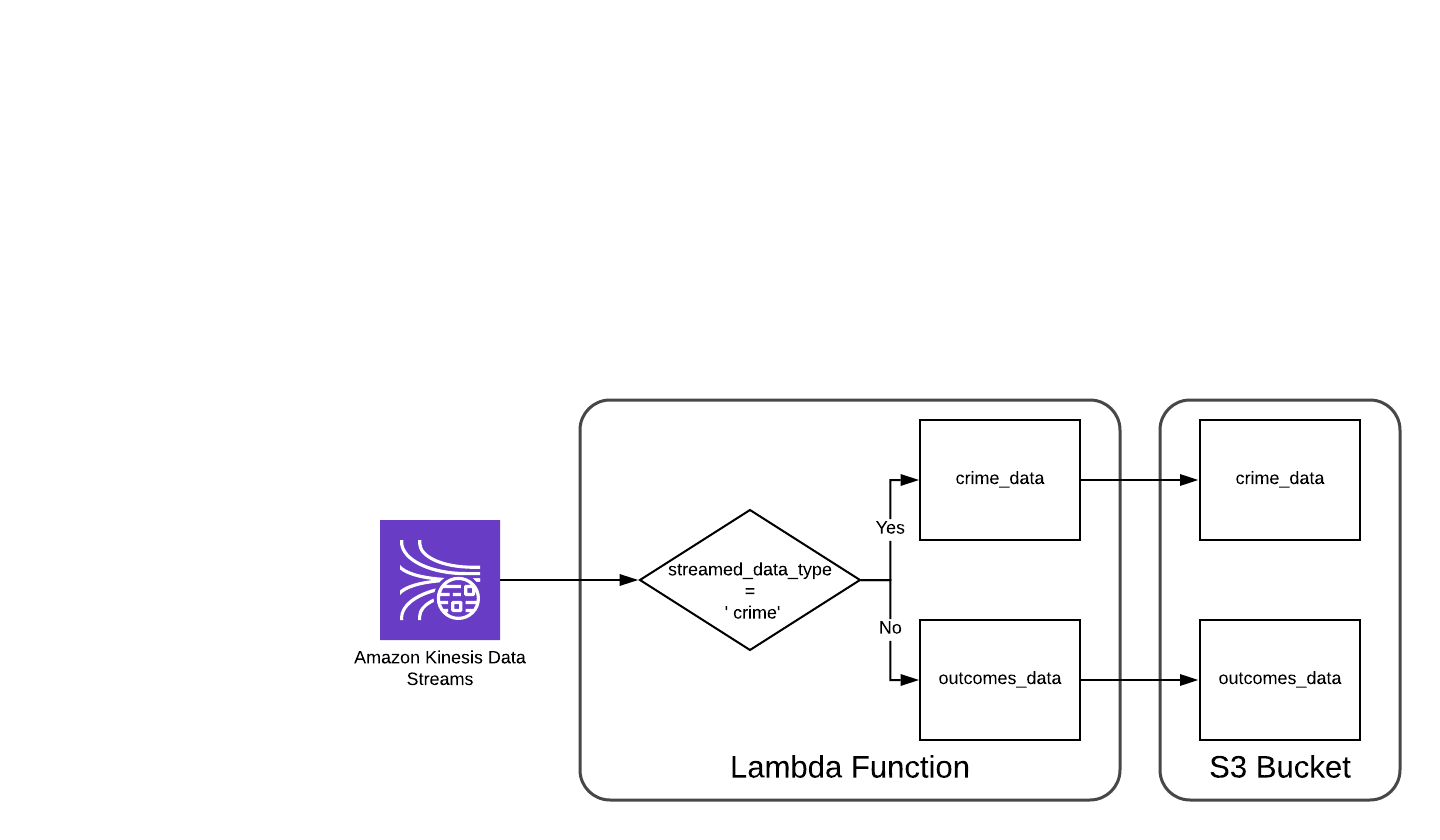 crime_data
crime_data
Yes
streamed_data_type
=
' crime'
No
Amazon Kinesis Data
Streams
outcomes_data
outcomes_data
Lambda Function
S3 Bucket